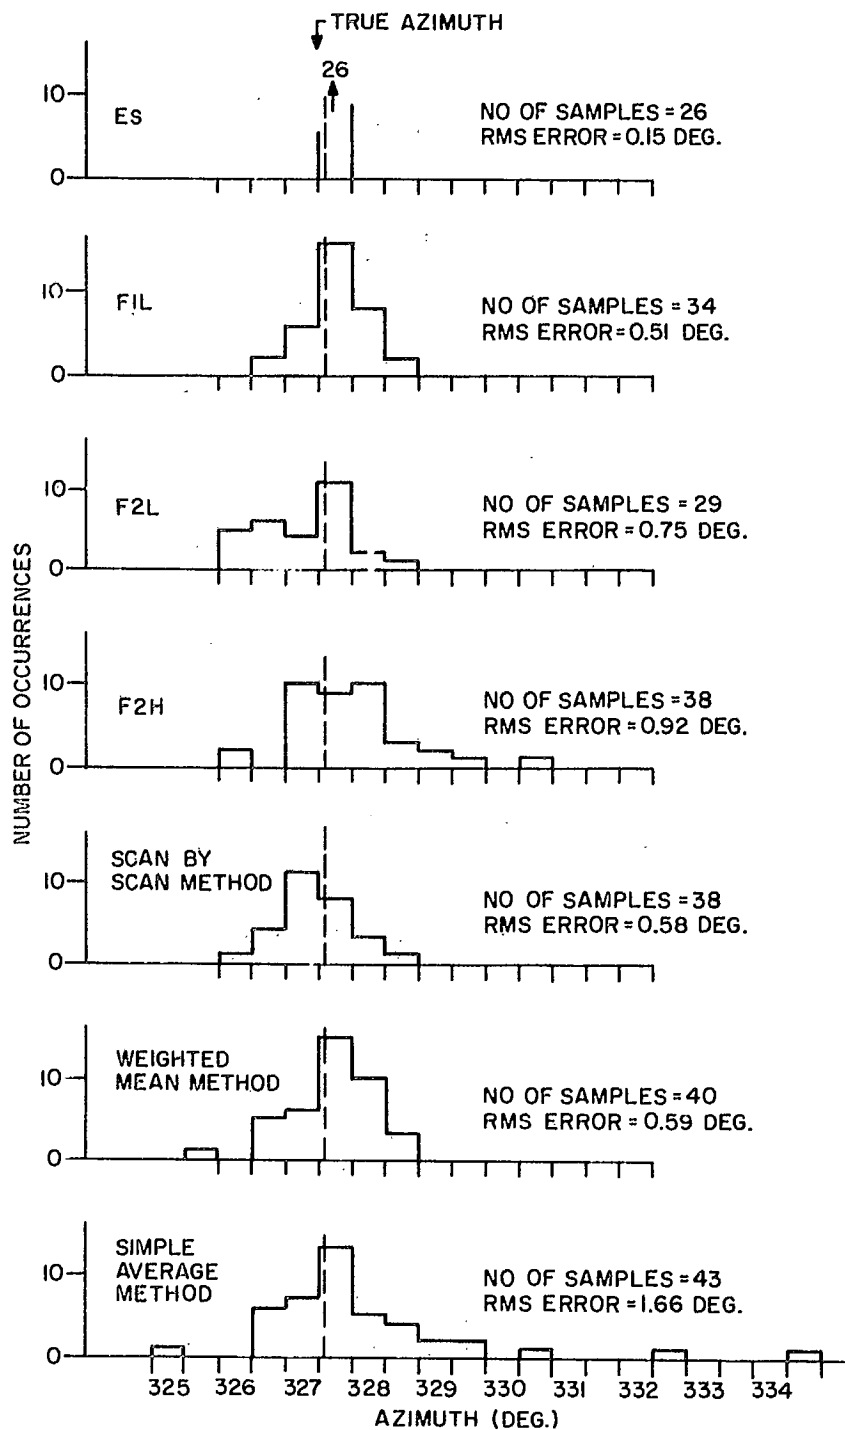 TRUE AZIMUTH
26
10
0
Es
NO OF SAMPLES = 26
RMS ERROR = 0.15 DEG.
10
0
F1L
NO OF SAMPLES = 34
RMS ERROR = 0.51 DEG.
10
0
F2L
NO OF SAMPLES = 29
RMS ERROR = 0.75 DEG.
NUMBER OF OCCURRENCES
10
0
F2H
NO OF SAMPLES = 38
RMS ERROR = 0.92 DEG.
10
0
SCAN BY
SCAN METHOD
NO OF SAMPLES = 38
RMS ERROR = 0.58 DEG.
10
0
WEIGHTED
MEAN METHOD
NO OF SAMPLES = 40
RMS ERROR = 0.59 DEG.
10
0
SIMPLE
AVERAGE
METHOD
NO OF SAMPLES = 43
RMS ERROR = 1.66 DEG.
325 326 327 328 329 330 331 332 333 334
AZIMUTH (DEG.)